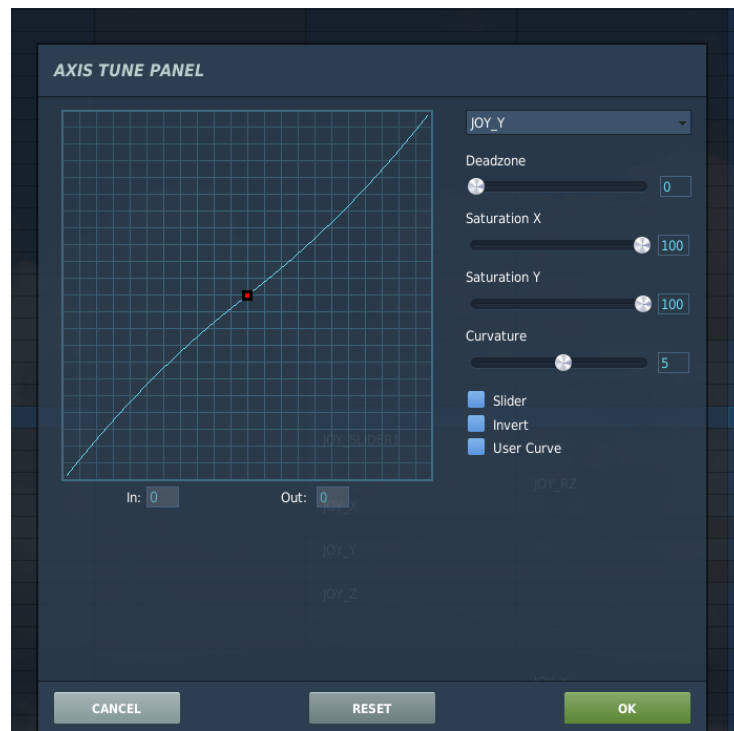 AXIS TUNE PANEL
JOY_Y
Deadzone
0
Saturation X
100
Saturation Y
100
Curvature
5
Slider
Invert
User Curve
JOY_SLIDER1
In: 0 Out: 0
JOY_RZ
JOY_X
JOY_Y
JOY_Z
CANCEL RESET OK